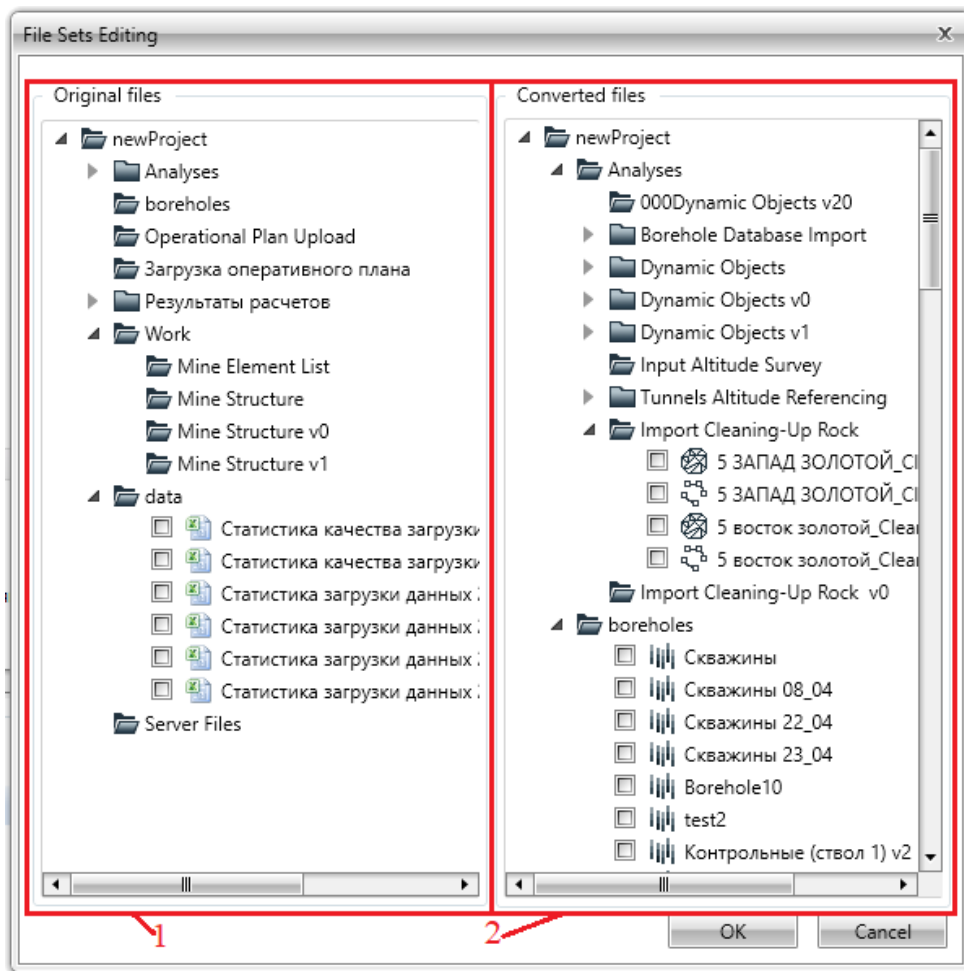 File Sets Editing
Original files
newProject
Analyses
boreholes
Operational Plan Upload
Загрузка оперативного плана
Результаты расчетов
Work
Mine Element List
Mine Structure
Mine Structure v0
Mine Structure v1
data
Статистика качества загрузки
Статистика качества загрузки
Статистика загрузки данных
Статистика загрузки данных
Статистика загрузки данных
Статистика загрузки данных
Server Files
1
Converted files
newProject
Analyses
000Dynamic Objects v20
Borehole Database Import
Dynamic Objects
Dynamic Objects v0
Dynamic Objects v1
Input Altitude Survey
Tunnels Altitude Referencing
Import Cleaning-Up Rock
5 ЗАПАД ЗОЛОТОЙ_Cl
5 ЗАПАД ЗОЛОТОЙ_Cl
5 восток золотой_Clea
5 восток золотой_Clea
Import Cleaning-Up Rock v0
boreholes
Скважины
Скважины 08_04
Скважины 22_04
Скважины 23_04
Borehole10
test2
Контрольные (ствол 1) v2
2
OK
Cancel